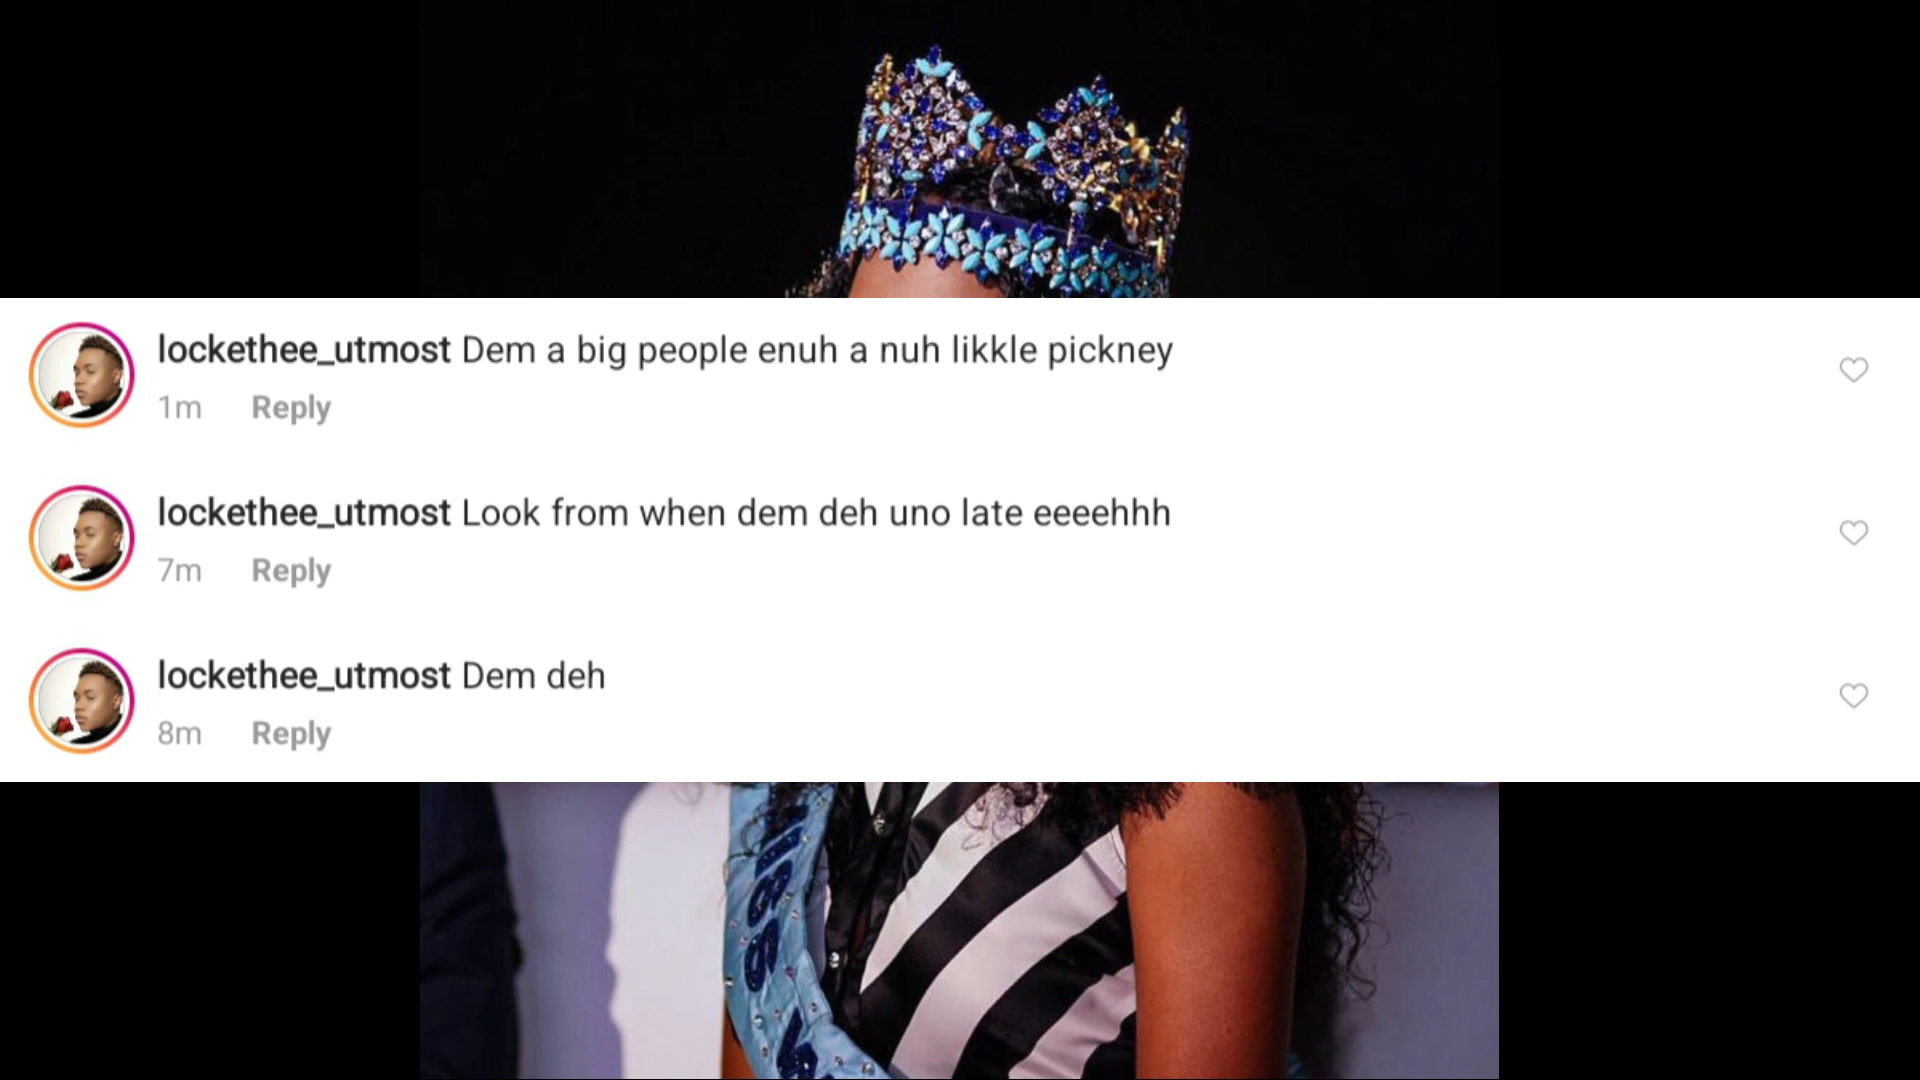 lockethee_utmost Dem a big people enuh a nuh likkle pickney
1m Reply
lockethee_utmost Look from when dem deh uno late eeeehhh
7m Reply
lockethee_utmost Dem deh
8m Reply